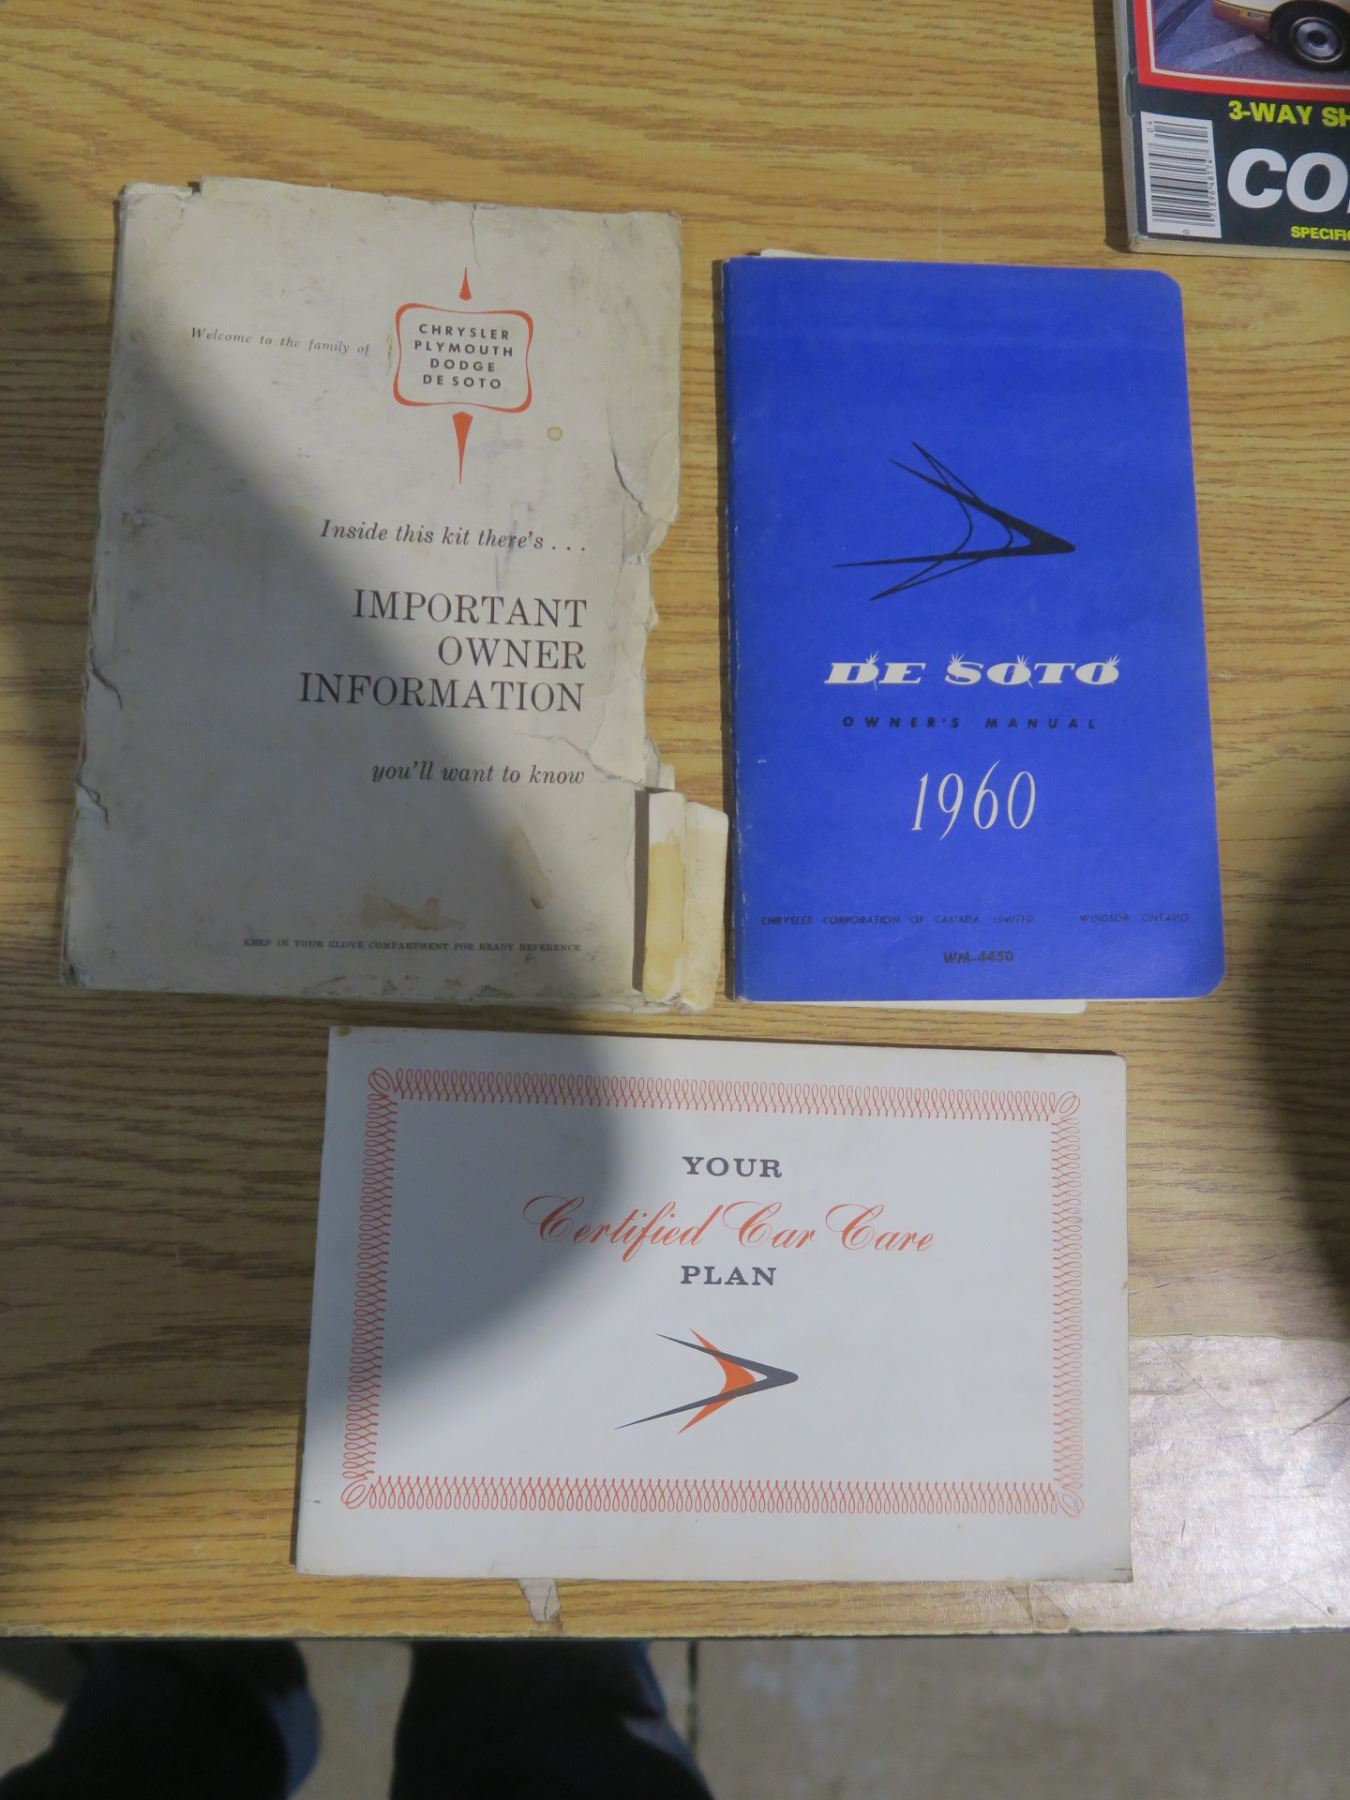 Welcome to the family of
CHRYSLER
PLYMOUTH
DODGE
DE SOTO
Inside this kit there's . . .
IMPORTANT
OWNER
INFORMATION
you'll want to know
KEEP IN YOUR GLOVE COMPARTMENT FOR READY REFERENCE
DE SOTO
OWNER'S MANUAL
1960
CHRYSLER CORPORATION OF CANADA LIMITED WINDSOR, ONTARIO
WM-4450
YOUR
Certified Car Care
PLAN
3-WAY SH
CO
SPECIFI
04